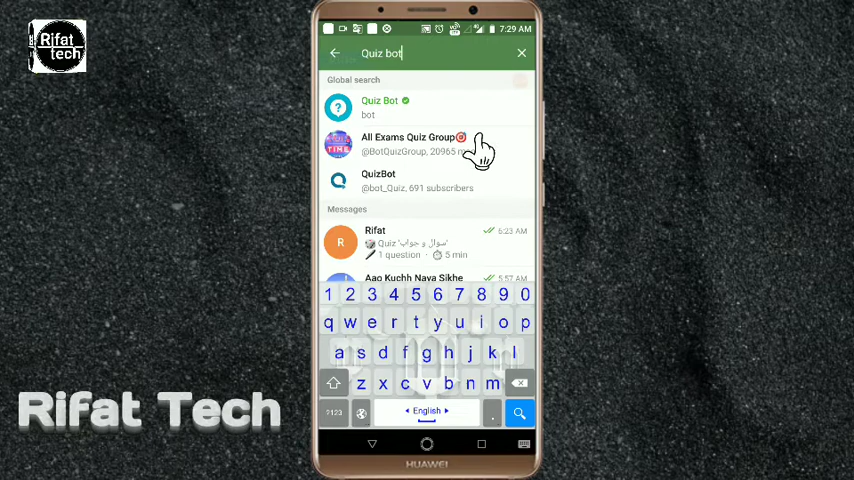 Rifat
tech
7:29 AM
Quiz bot
Global search
Quiz Bot
bot
All Exams Quiz Group🎯
@BotQuizGroup, 20965 m
QuizBot
@bot_Quiz, 691 subscribers
Messages
Rifat
6:23 AM
🎲 Quiz 'سوال و جواب'
🖊 1 question · ⏱ 5 min
R
Aao Kuchh Naya Sikhe
5:57 AM
1 2 3 4 5 6 7 8 9 0
q w e r t y u i o p
a s d f g h j k l
z x c v b n m
?123
English
.
Rifat Tech
HUAWEI